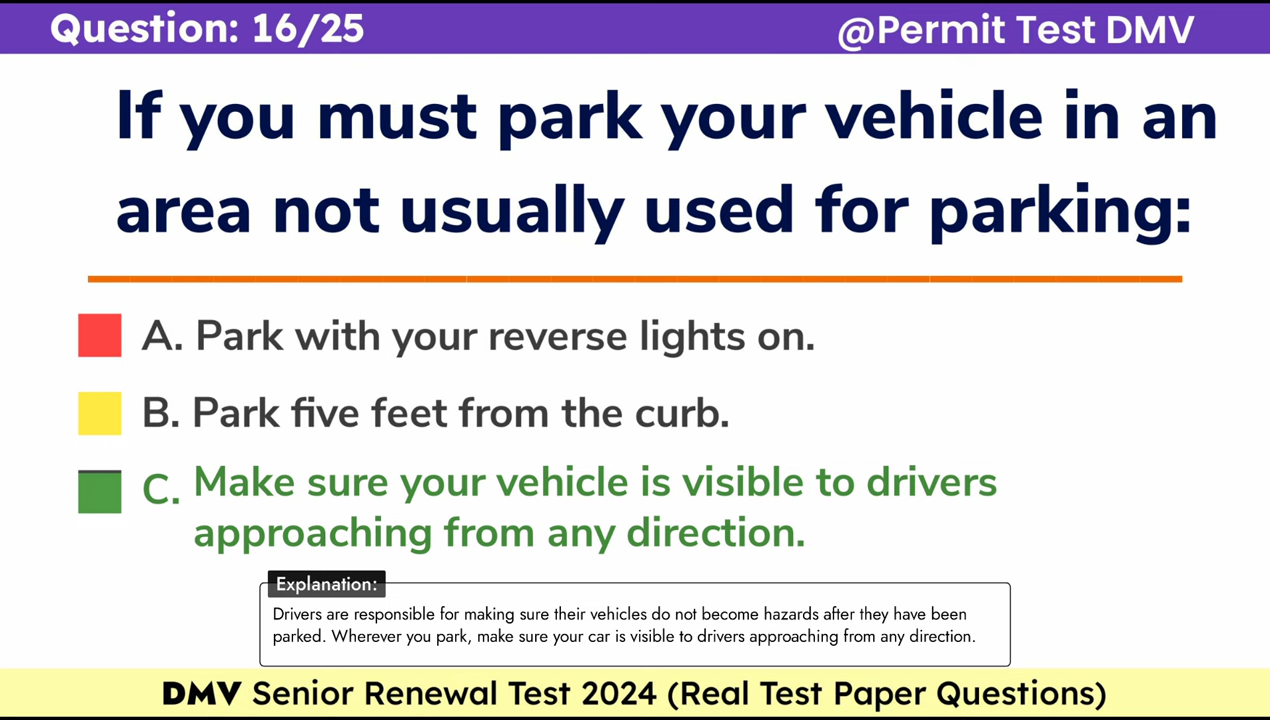 Question: 16/25
@Permit Test DMV
If you must park your vehicle in an
area not usually used for parking:
A. Park with your reverse lights on.
B. Park five feet from the curb.
C. Make sure your vehicle is visible to drivers
approaching from any direction.
Explanation:
Drivers are responsible for making sure their vehicles do not become hazards after they have been
parked. Wherever you park, make sure your car is visible to drivers approaching from any direction.
DMV Senior Renewal Test 2024 (Real Test Paper Questions)